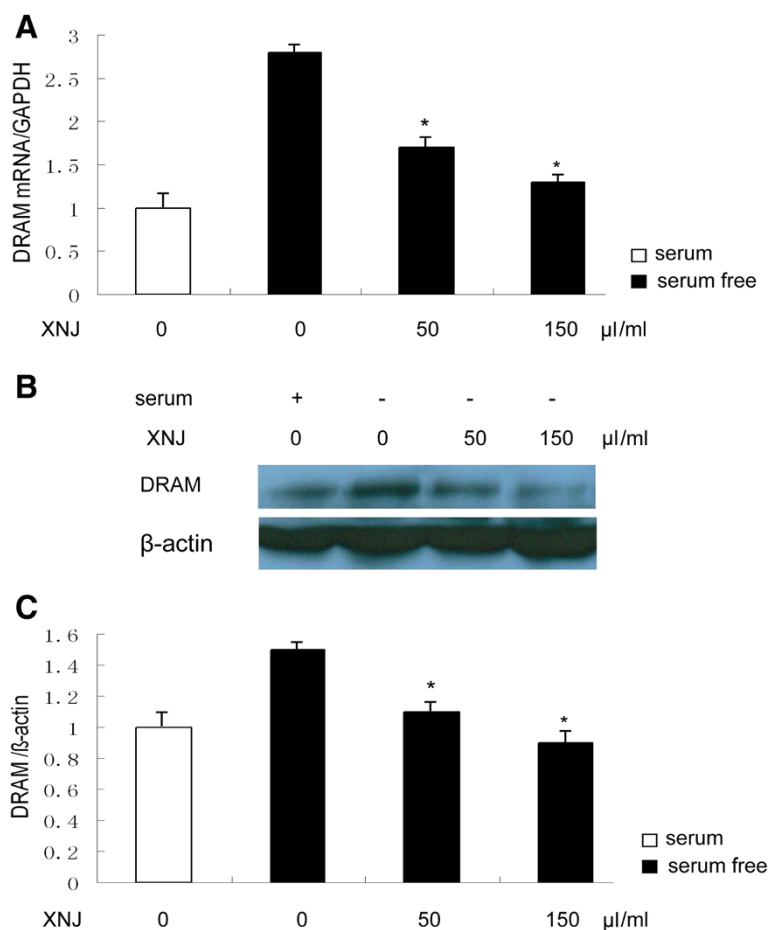 A
DRAM mRNA/GAPDH
3
2.5
2
1.5
1
0.5
0
*
*
serum
serum free
XNJ 0 0 50 150 μl/ml
B
serum + - - -
XNJ 0 0 50 150 μl/ml
DRAM
β-actin
C
DRAM/ß-actin
1.6
1.4
1.2
1
0.8
0.6
0.4
0.2
0
*
*
serum
serum free
XNJ 0 0 50 150 μl/ml